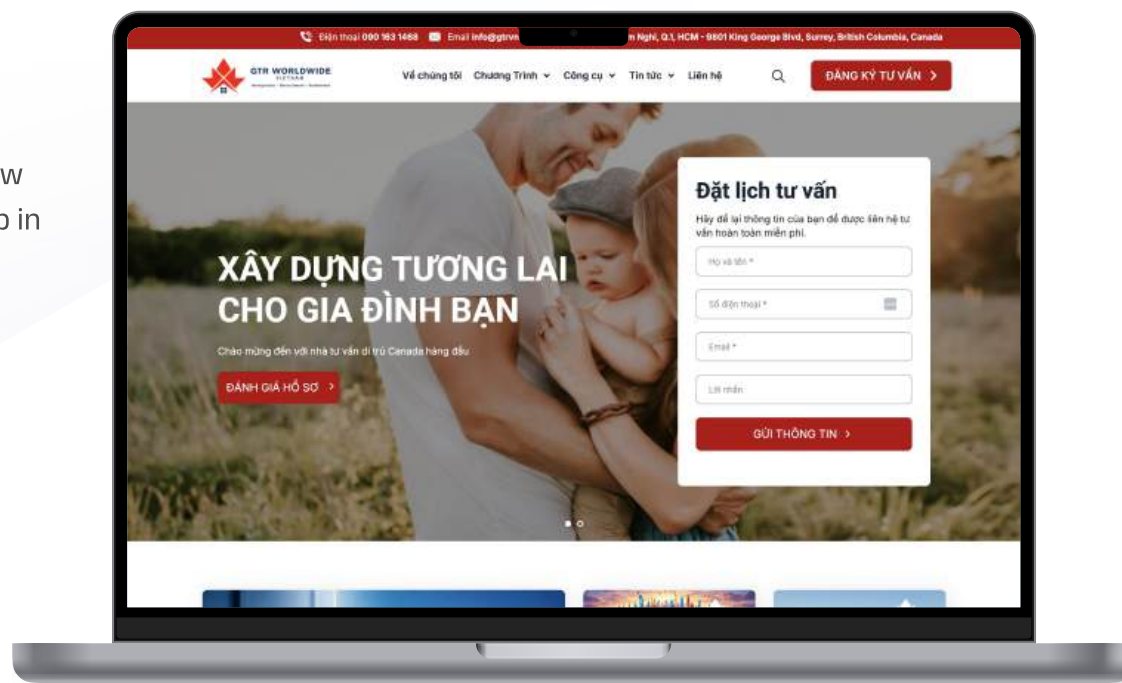 w
p in
Điện thoại 090 163 1468 Email info@gtrvn
m Nghi, Q.1, HCM - 9801 King George Blvd, Surrey, British Columbia, Canada
GTR WORLDWIDE
VIETNAM
Về chúng tôi Chương Trình Công cụ Tin tức Liên hệ
ĐĂNG KÝ TƯ VẤN
Đặt lịch tư vấn
Hãy để lại thông tin của bạn để được liên hệ tư
vấn hoàn toàn miễn phí.
XÂY DỰNG TƯƠNG LAI
CHO GIA ĐÌNH BẠN
Chào mừng đến với nhà tư vấn di trú Canada hàng đầu
ĐÁNH GIÁ HỒ SƠ
Họ và tên *
Số điện thoại *
Email *
Lời nhắn
GỬI THÔNG TIN